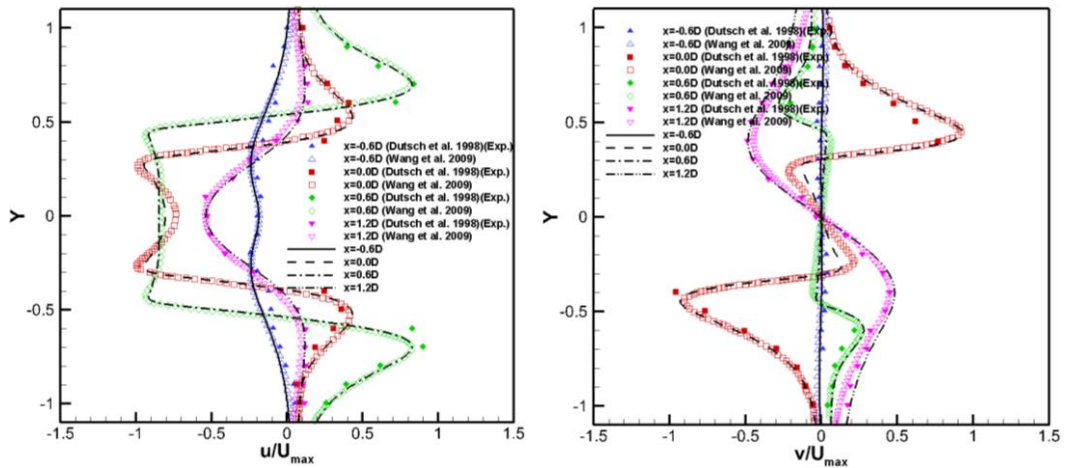 1
0.5
0
-0.5
-1
Y
-1.5
-1
-0.5
0
0.5
1
1.5
u/Umax
x=-0.6D (Dutsch et al. 1998)(Exp.)
x=-0.6D (Wang et al. 2009)
x=0.0D (Dutsch et al. 1998)(Exp.)
x=0.0D (Wang et al. 2009)
x=0.6D (Dutsch et al. 1998)(Exp.)
x=0.6D (Wang et al. 2009)
x=1.2D (Dutsch et al. 1998)(Exp.)
x=1.2D (Wang et al. 2009)
x=-0.6D
x=0.0D
x=0.6D
x=1.2D
1
0.5
0
-0.5
-1
Y
-1.5
-1
-0.5
0
0.5
1
1.5
v/Umax
x=-0.6D (Dutsch et al. 1998)(Exp.)
x=-0.6D (Wang et al. 2009)
x=0.0D (Dutsch et al. 1998)(Exp.)
x=0.0D (Wang et al. 2009)
x=0.6D (Dutsch et al. 1998)(Exp.)
x=0.6D (Wang et al. 2009)
x=1.2D (Dutsch et al. 1998)(Exp.)
x=1.2D (Wang et al. 2009)
x=-0.6D
x=0.0D
x=0.6D
x=1.2D